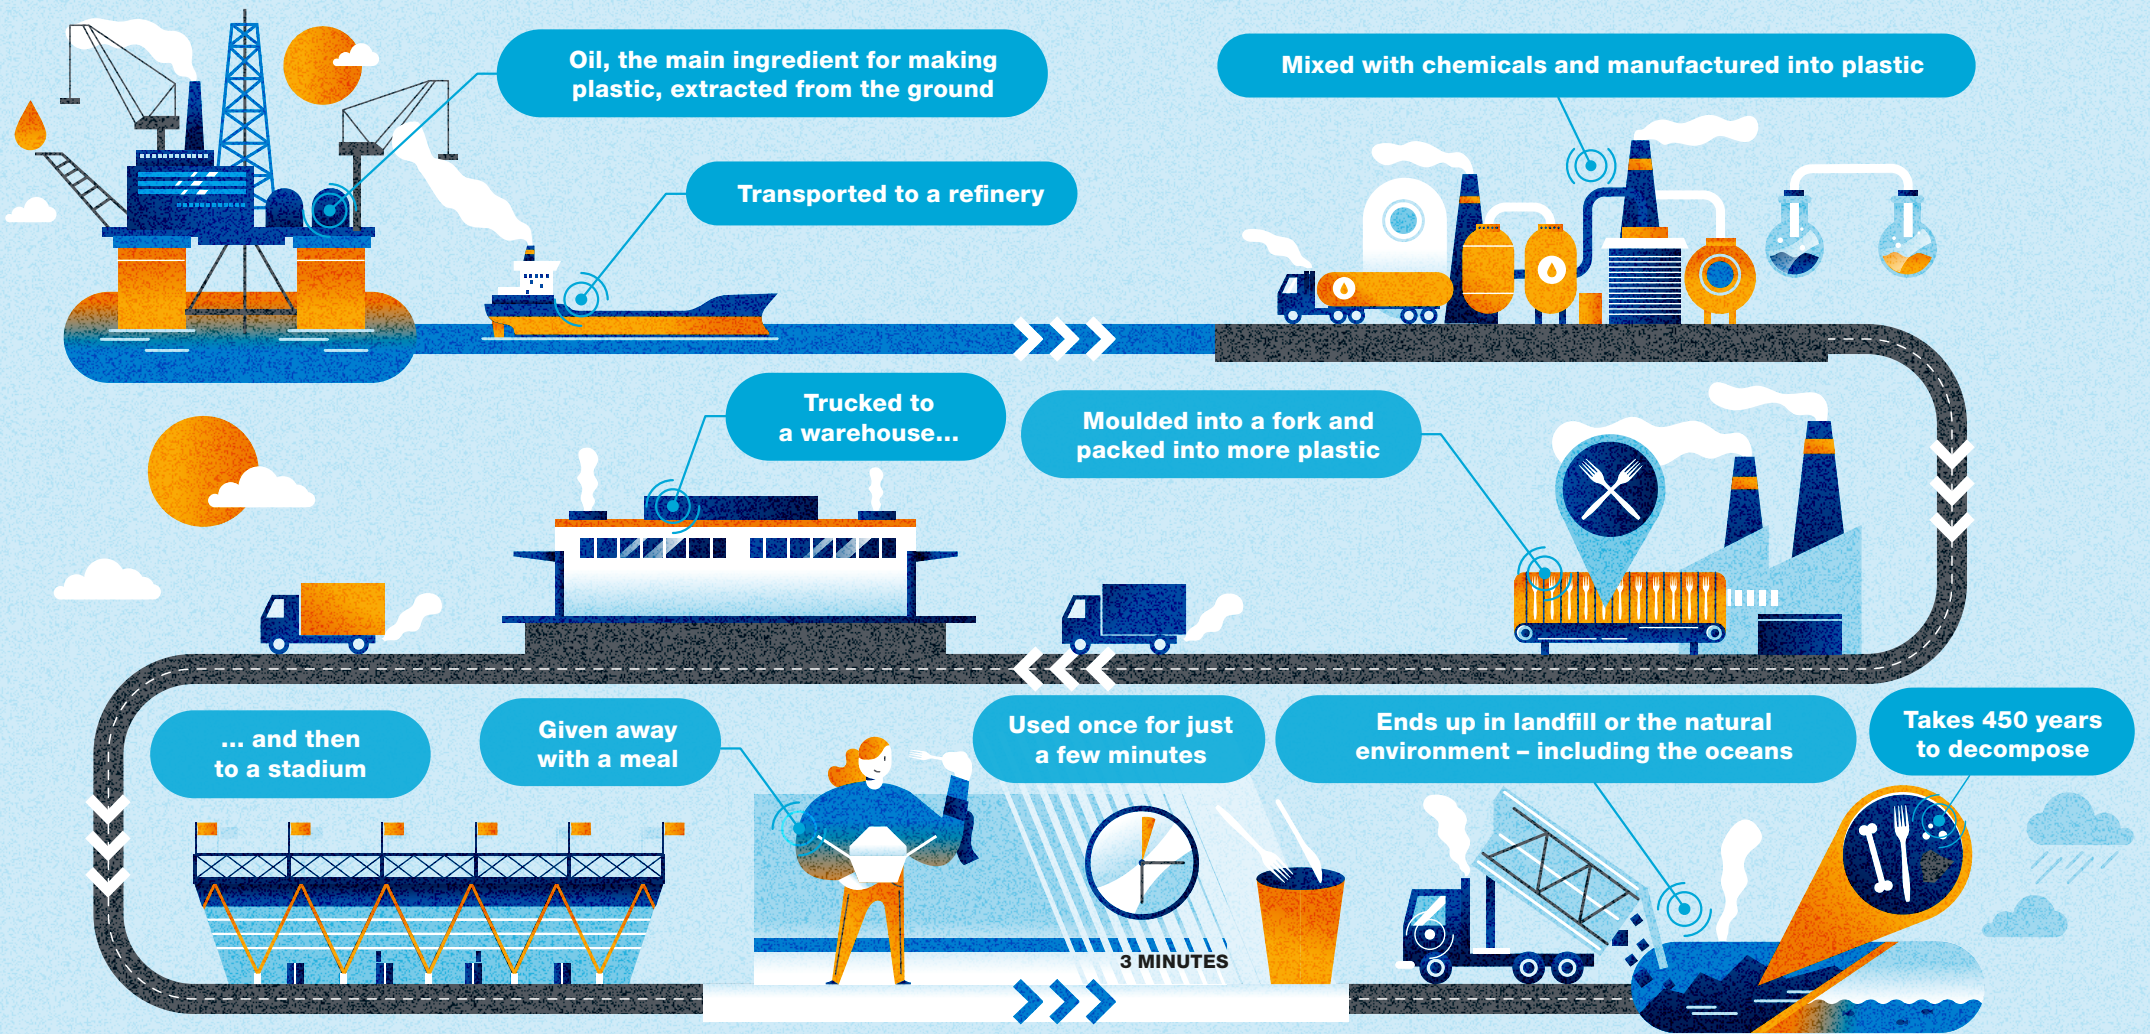 Oil, the main ingredient for making
plastic, extracted from the ground
Transported to a refinery
Mixed with chemicals and manufactured into plastic
Moulded into a fork and
packed into more plastic
Trucked to
a warehouse...
... and then
to a stadium
Given away
with a meal
Used once for just
a few minutes
3 MINUTES
Ends up in landfill or the natural
environment – including the oceans
Takes 450 years
to decompose